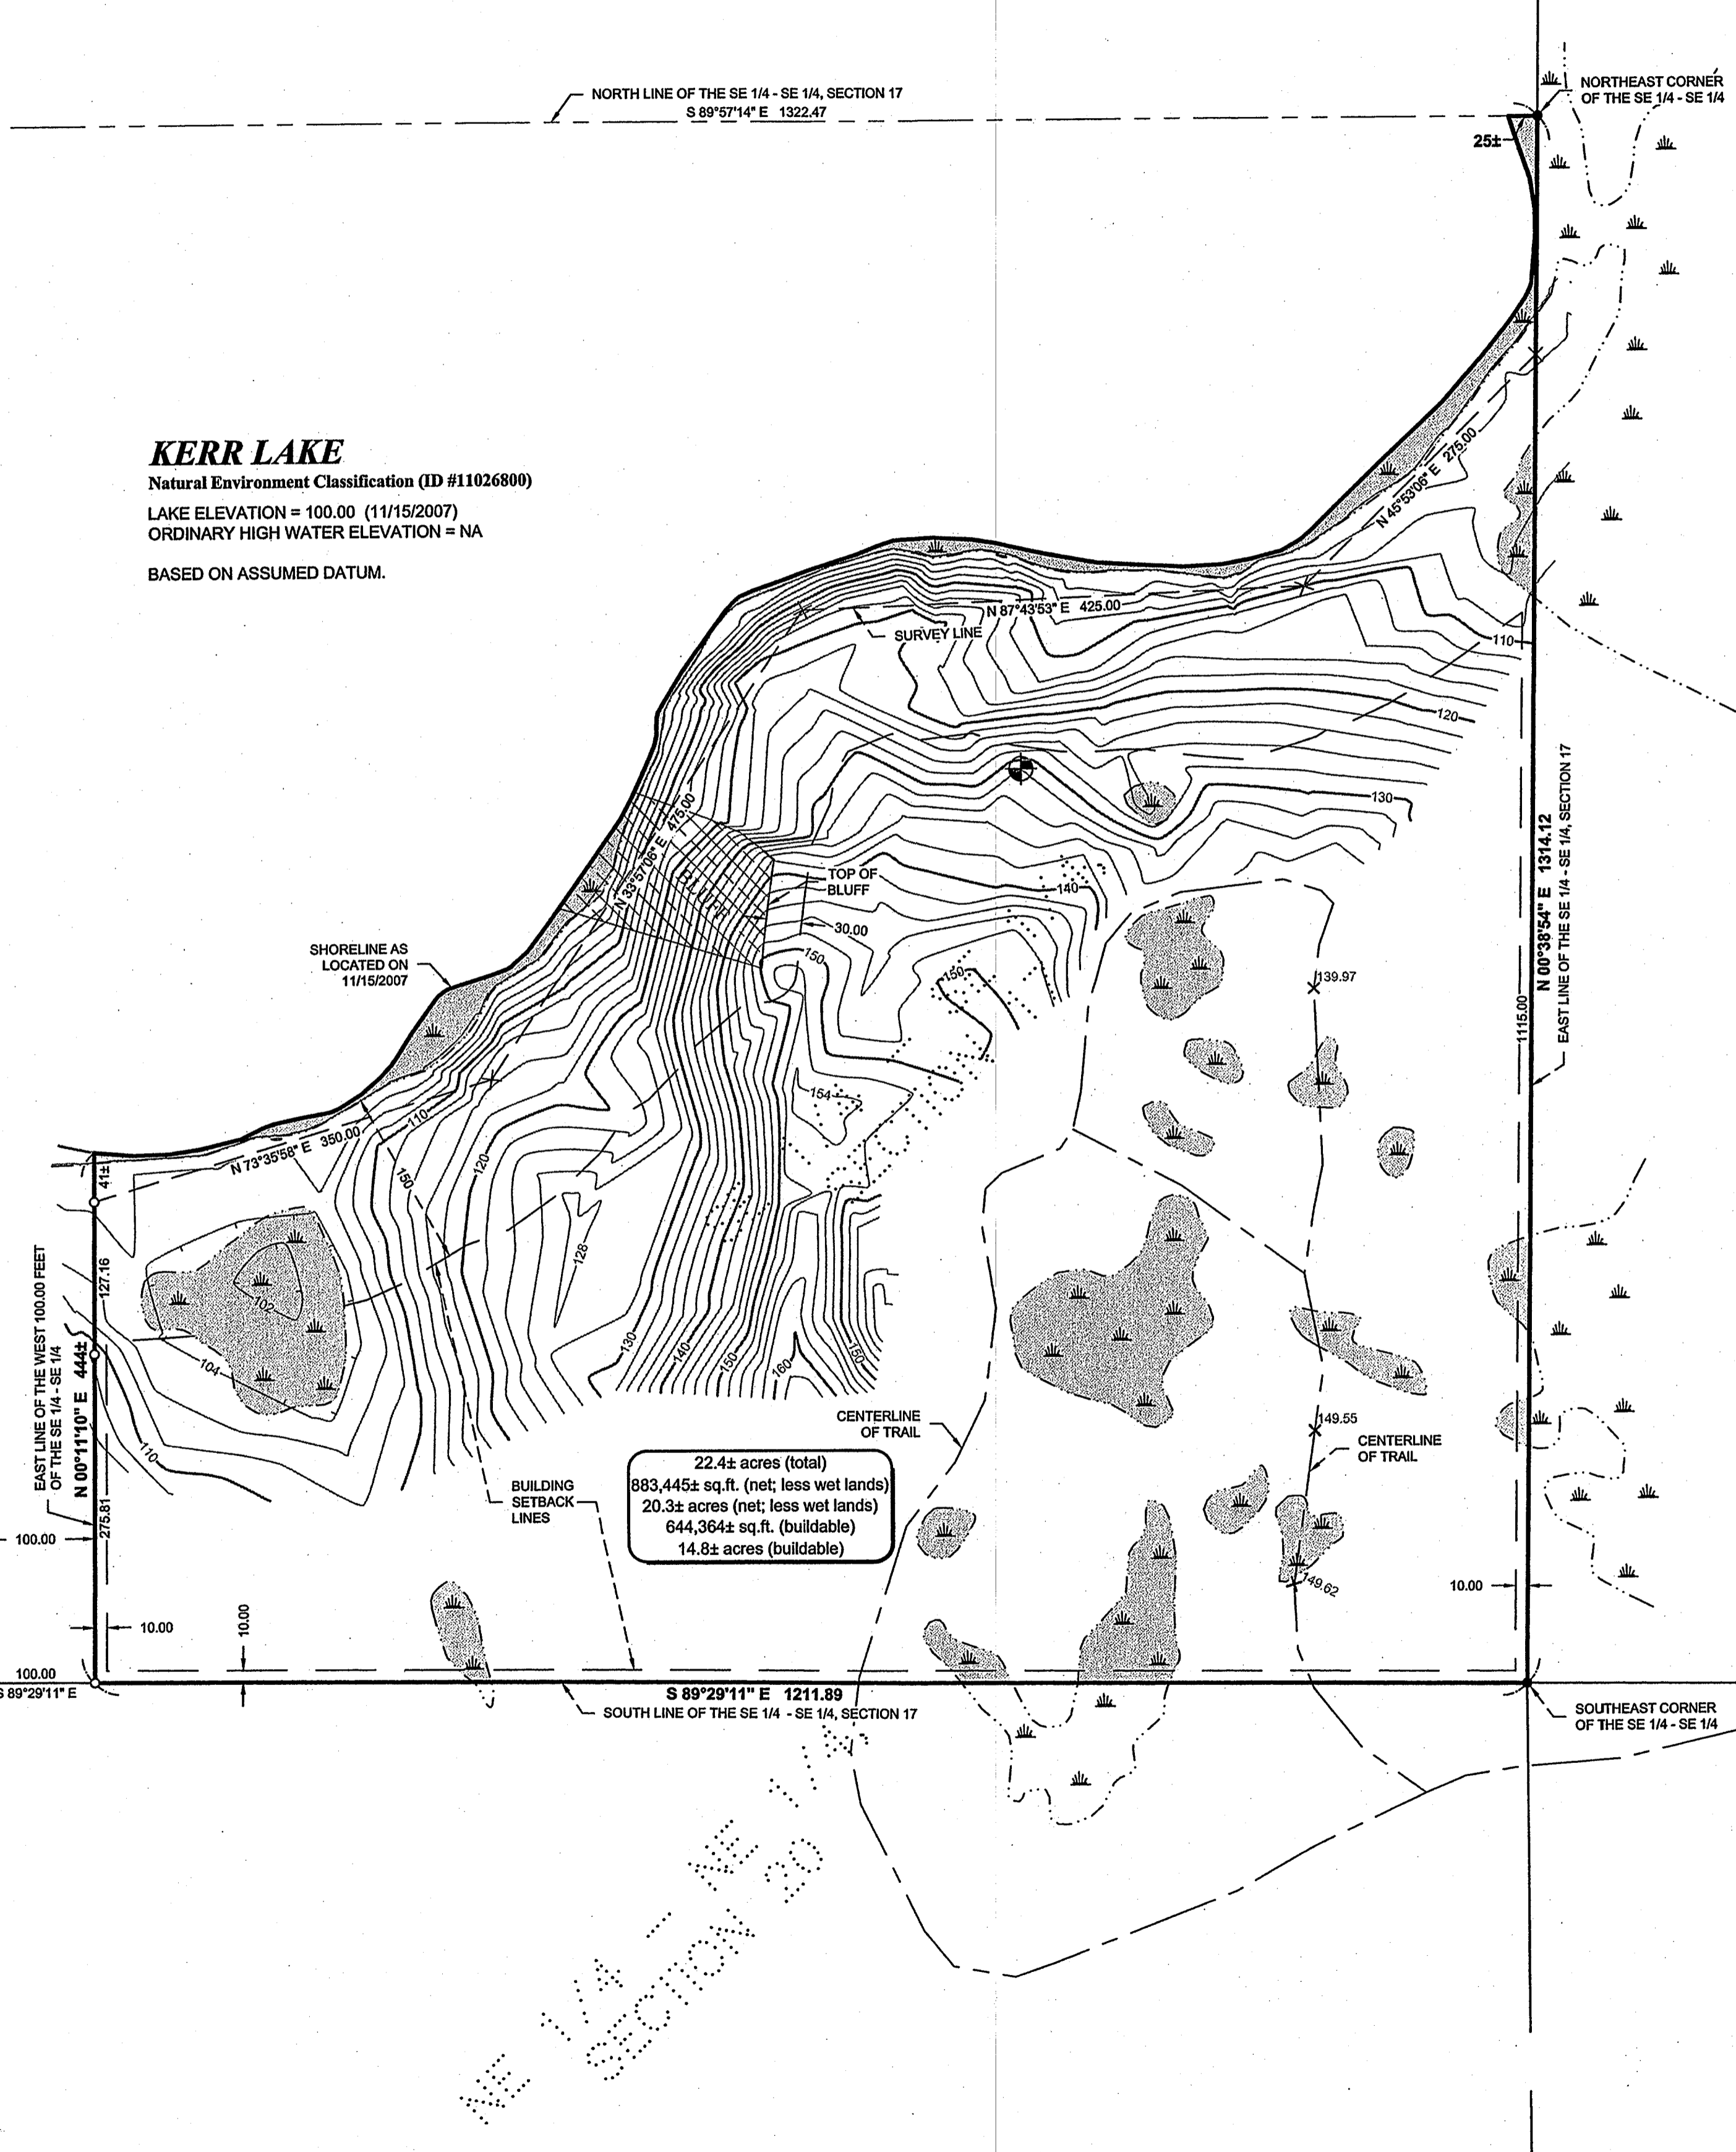 NORTH LINE OF THE SE 1/4 - SE 1/4, SECTION 17
S 89°57'14" E 1322.47
NORTHEAST CORNER
OF THE SE 1/4 - SE 1/4
25±
KERR LAKE
Natural Environment Classification (ID #11026800)
LAKE ELEVATION = 100.00 (11/15/2007)
ORDINARY HIGH WATER ELEVATION = NA
BASED ON ASSUMED DATUM.
N 45°53'06" E 275.00
N 87°43'53" E 425.00
SURVEY LINE
110
120
130
N 33°57'06" E 475.00
BLUFF
TOP OF
BLUFF
140
30.00
150
150
SHORELINE AS
LOCATED ON
11/15/2007
139.97
N 00°38'54" E 1314.12
EAST LINE OF THE SE 1/4 - SE 1/4, SECTION 17
1115.00
154
SECTION
110
N 73°35'58" E 350.00
41±
150
120
128
127.16
102
104
EAST LINE OF THE WEST 100.00 FEET
OF THE SE 1/4 - SE 1/4
N 00°11'10" E 444±
130
140
150
160
150
110
CENTERLINE
OF TRAIL
149.55
CENTERLINE
OF TRAIL
22.4± acres (total)
883,445± sq.ft. (net; less wet lands)
20.3± acres (net; less wet lands)
644,364± sq.ft. (buildable)
14.8± acres (buildable)
BUILDING
SETBACK
LINES
275.81
100.00
149.62
10.00
10.00
10.00
100.00
S 89°29'11" E
S 89°29'11" E 1211.89
SOUTH LINE OF THE SE 1/4 - SE 1/4, SECTION 17
SOUTHEAST CORNER
OF THE SE 1/4 - SE 1/4
NE 1/4 - NE 1/4
SECTION 20